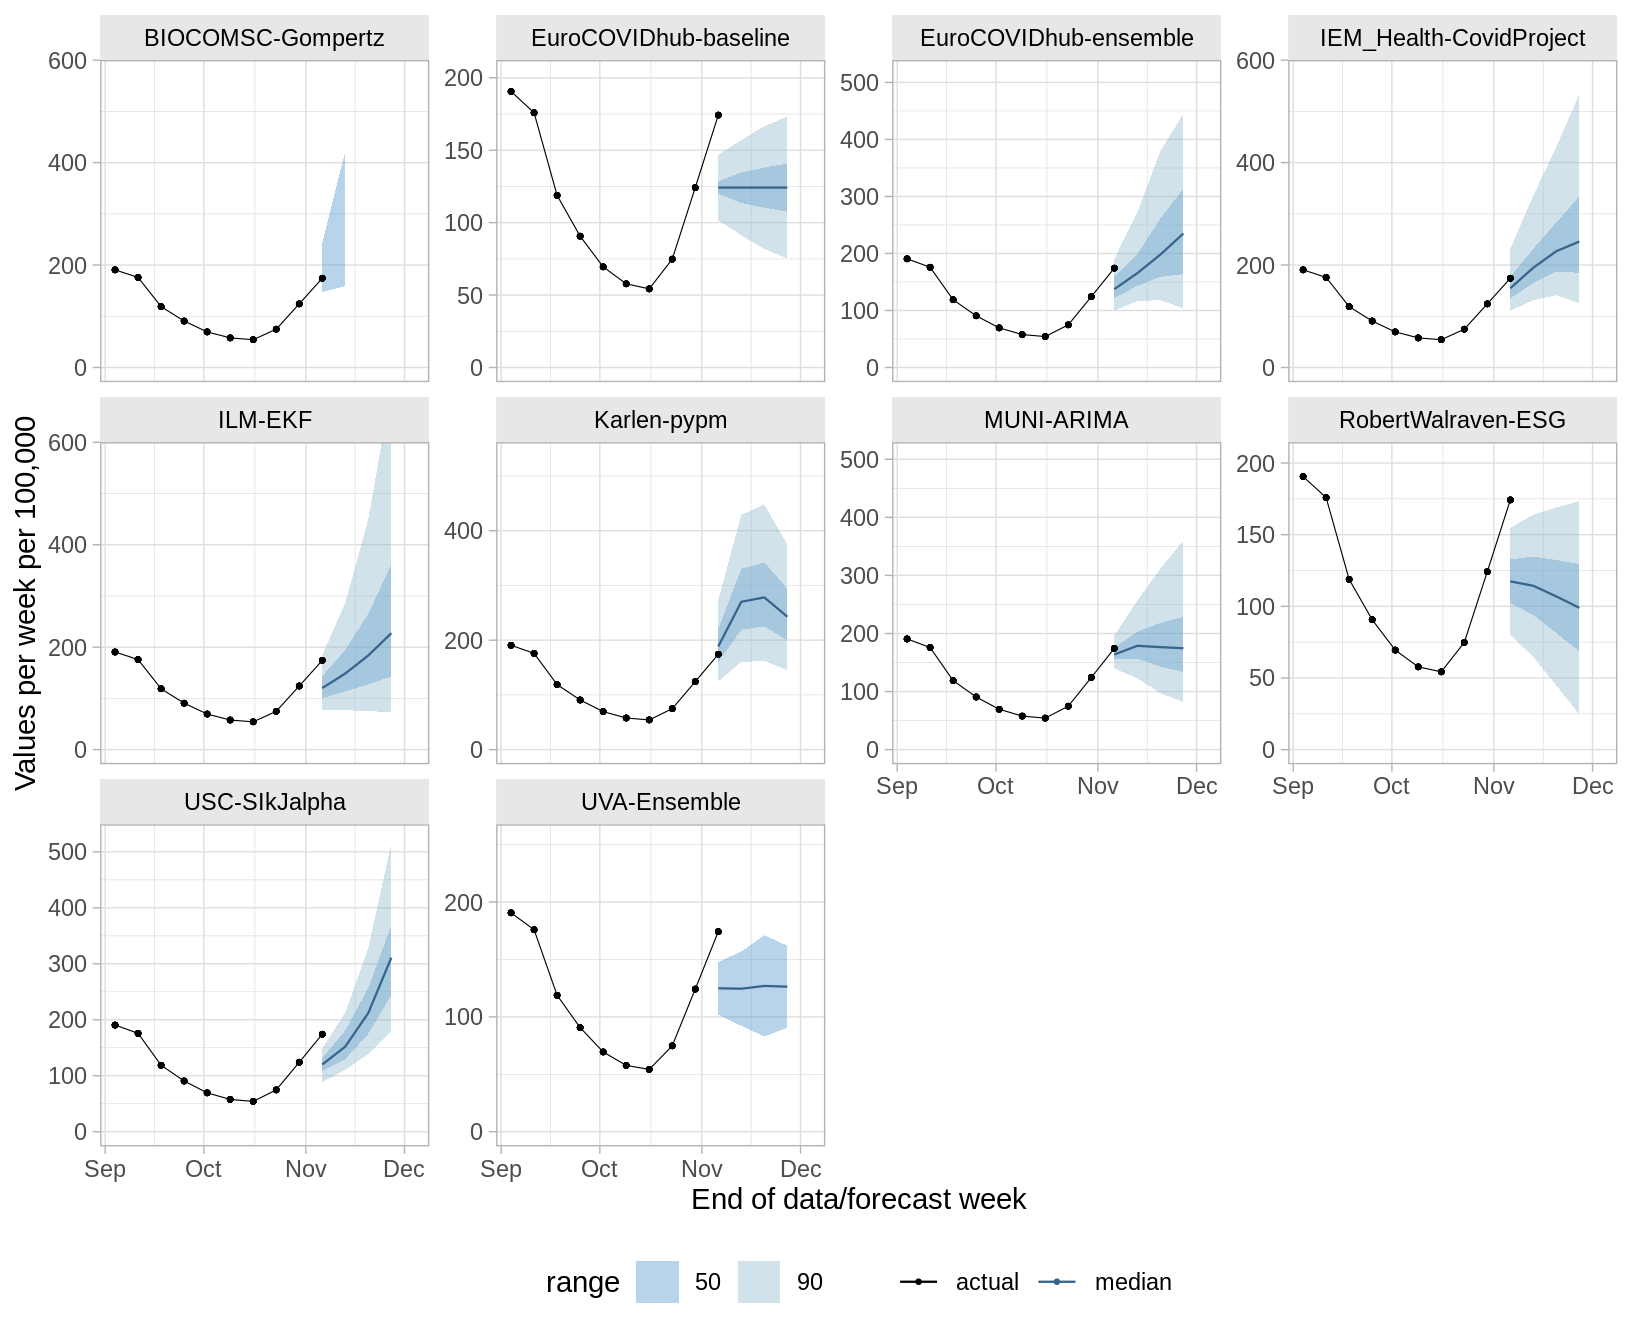 BIOCOMSC-Gompertz EuroCOVIDhub-baseline EuroCOVIDhub-ensemble IEM_Health-CovidProject
600 400 200 0
200 150 100 50 0
500 400 300 200 100 0
600 400 200 0
Values per week per 100,000
ILM-EKF Karlen-pypm MUNI-ARIMA RobertWalraven-ESG
600 400 200 0
400 200 0
500 400 300 200 100 0
200 150 100 50 0
Sep Oct Nov Dec Sep Oct Nov Dec
USC-SIkJalpha UVA-Ensemble
500 400 300 200 100 0
200 100 0
Sep Oct Nov Dec Sep Oct Nov Dec
End of data/forecast week
range 50 90 actual median